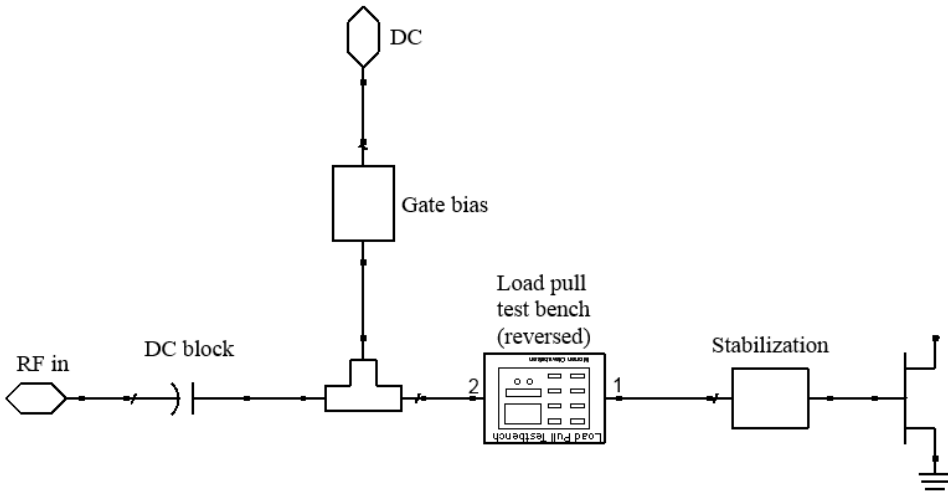 DC
Gate bias
Load pull
test bench
(reversed)
DC block
RF in
Stabilization
2
1
Load Pull Testbench